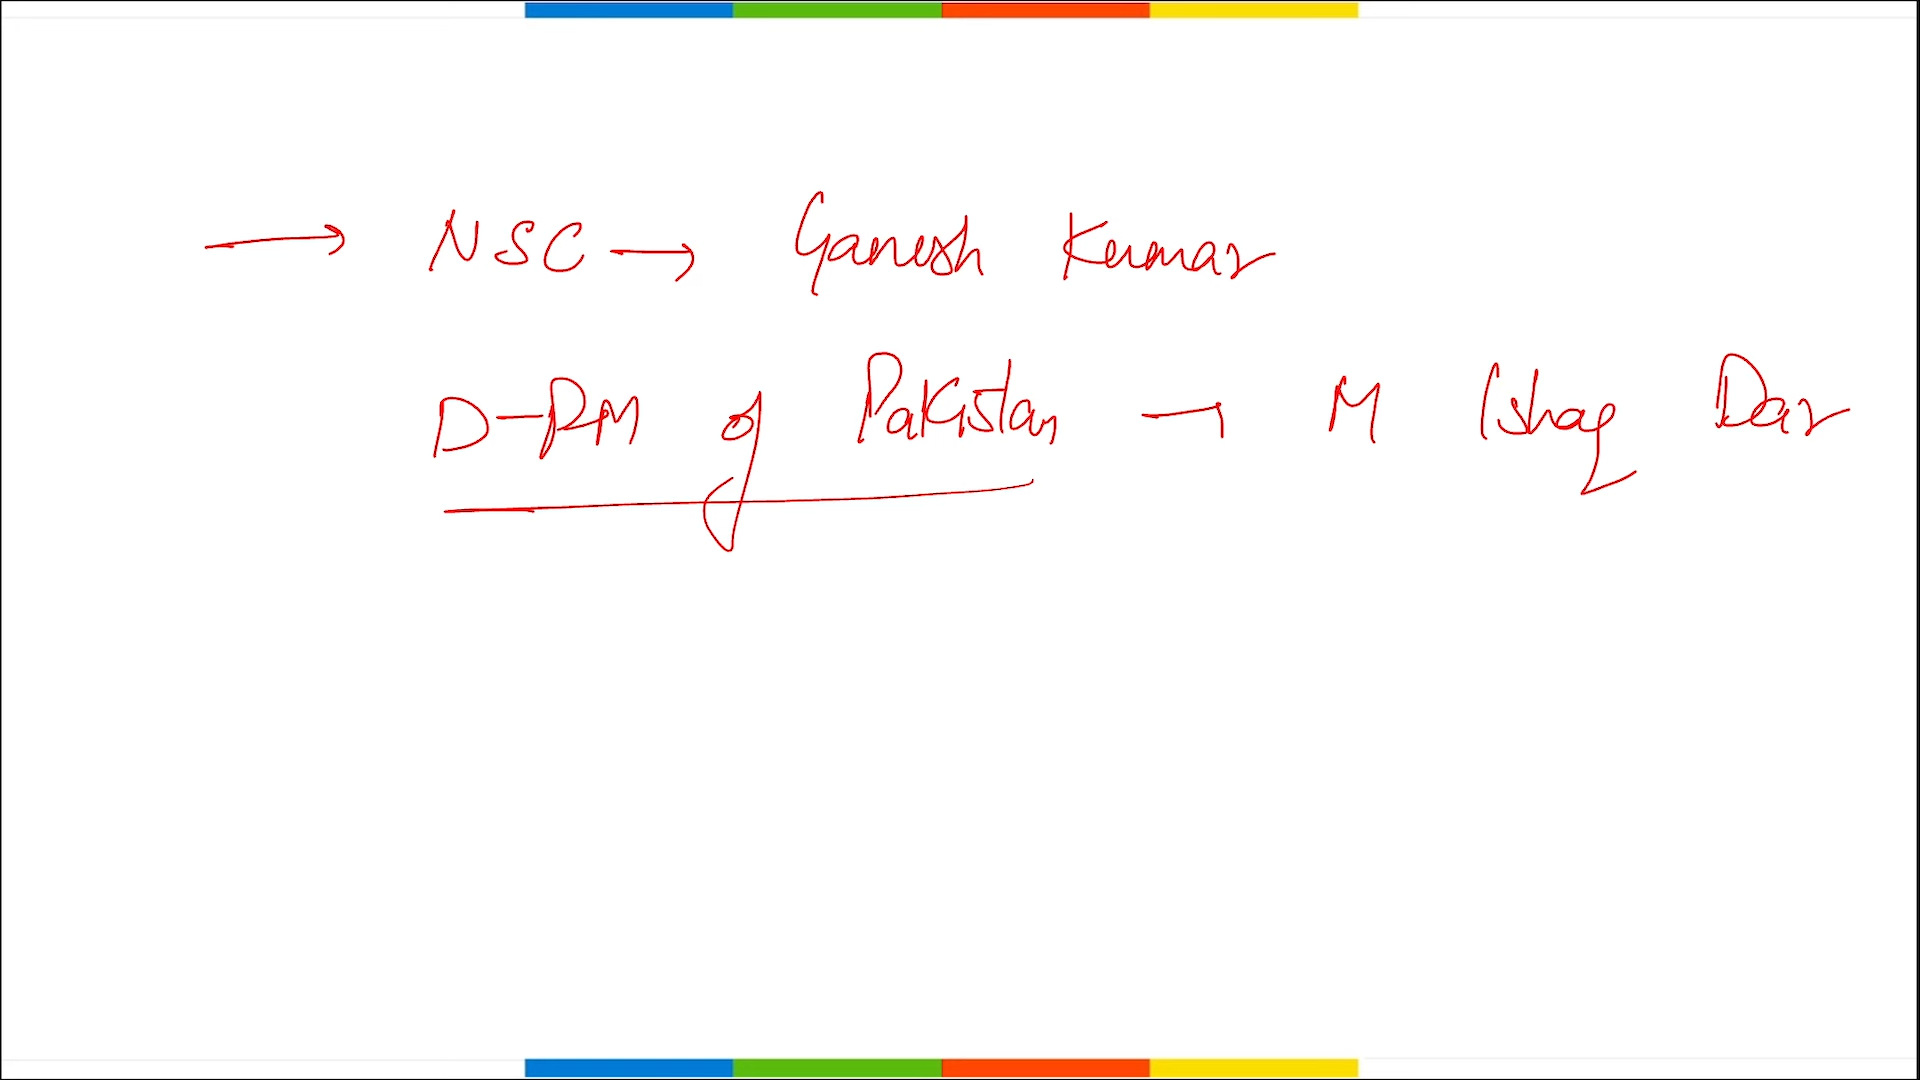 → NSC → Ganesh Kumar
D-PM of Pakistan → M Ishaq Dar